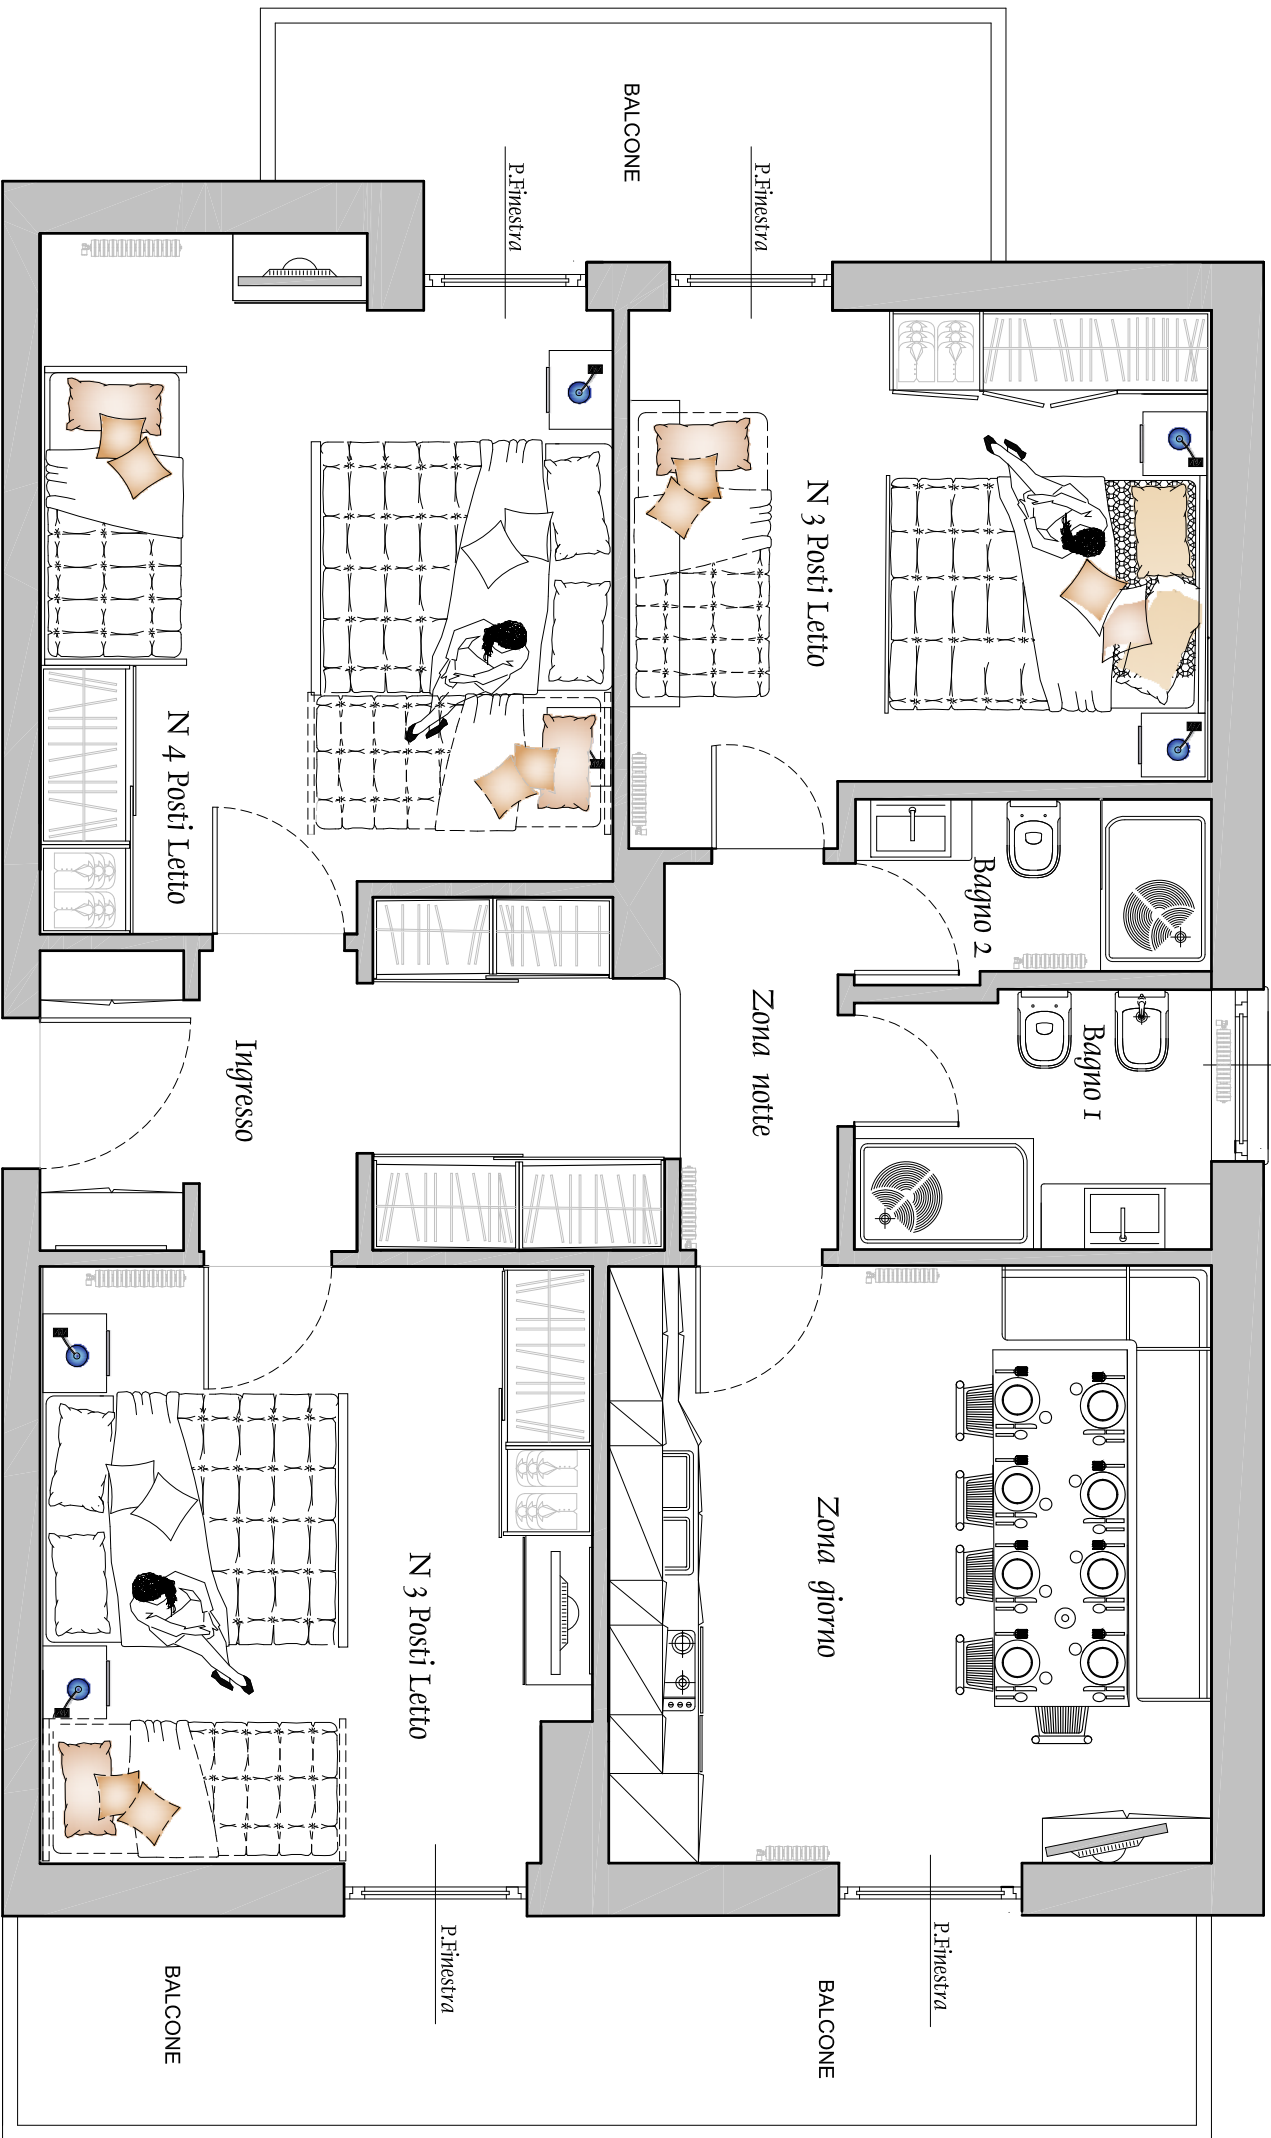 BALCONE
P.Finestra
P.Finestra
N 3 Posti Letto
N 4 Posti Letto
Bagno 2
Bagno 1
Zona notte
Ingresso
Zona giorno
N 3 Posti Letto
P.Finestra
P.Finestra
BALCONE
BALCONE